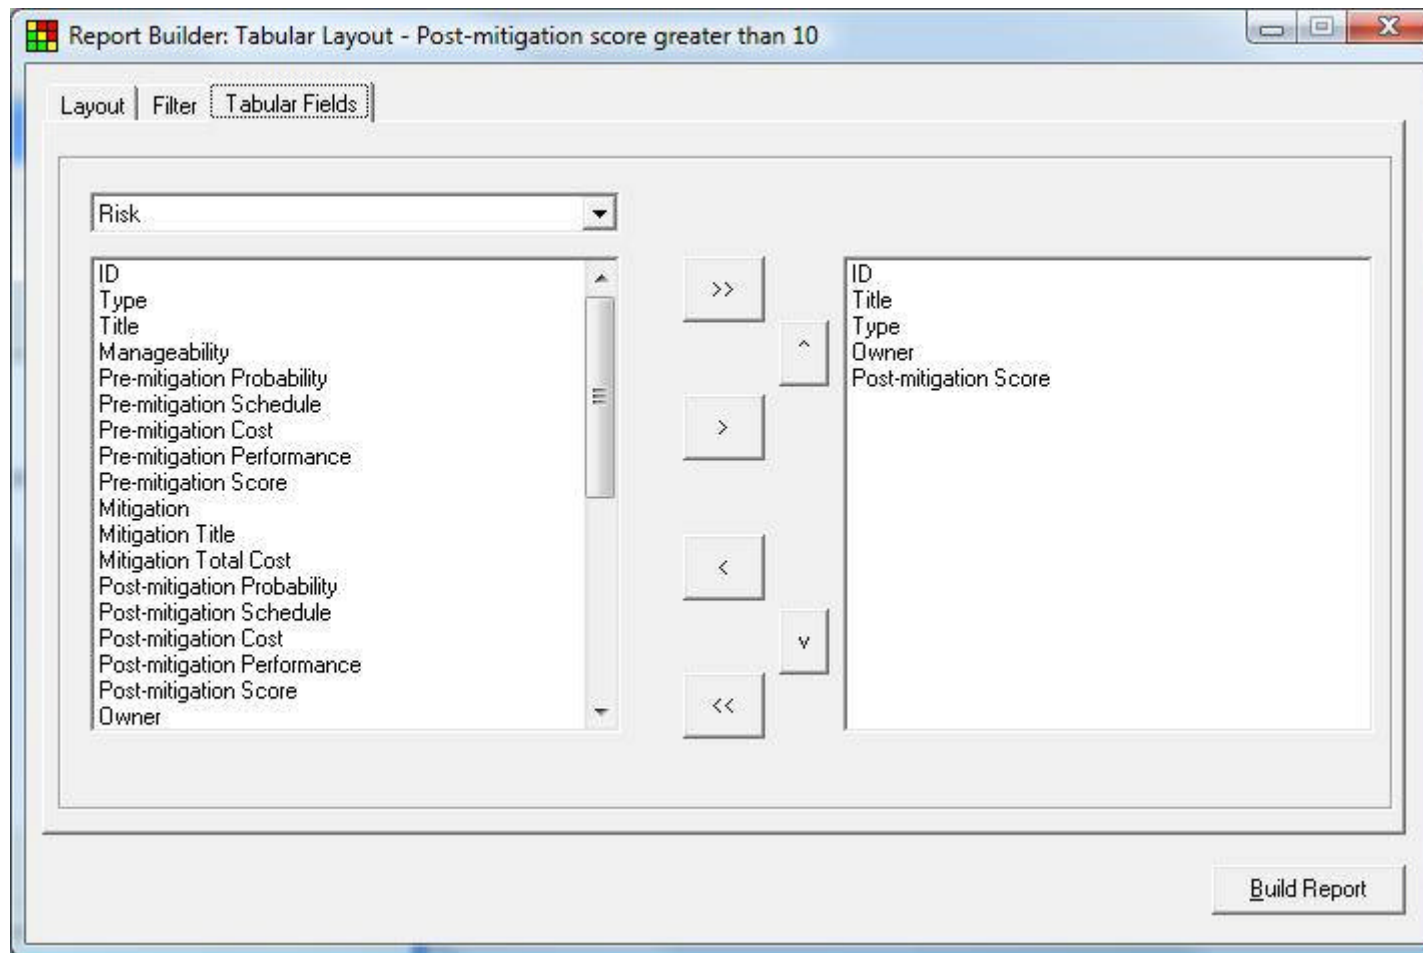 Report Builder: Tabular Layout - Post-mitigation score greater than 10
Layout Filter Tabular Fields
Risk
ID
Type
Title
Manageability
Pre-mitigation Probability
Pre-mitigation Schedule
Pre-mitigation Cost
Pre-mitigation Performance
Pre-mitigation Score
Mitigation
Mitigation Title
Mitigation Total Cost
Post-mitigation Probability
Post-mitigation Schedule
Post-mitigation Cost
Post-mitigation Performance
Post-mitigation Score
Owner
>>
^
>
<
v
<<
ID
Title
Type
Owner
Post-mitigation Score
Build Report